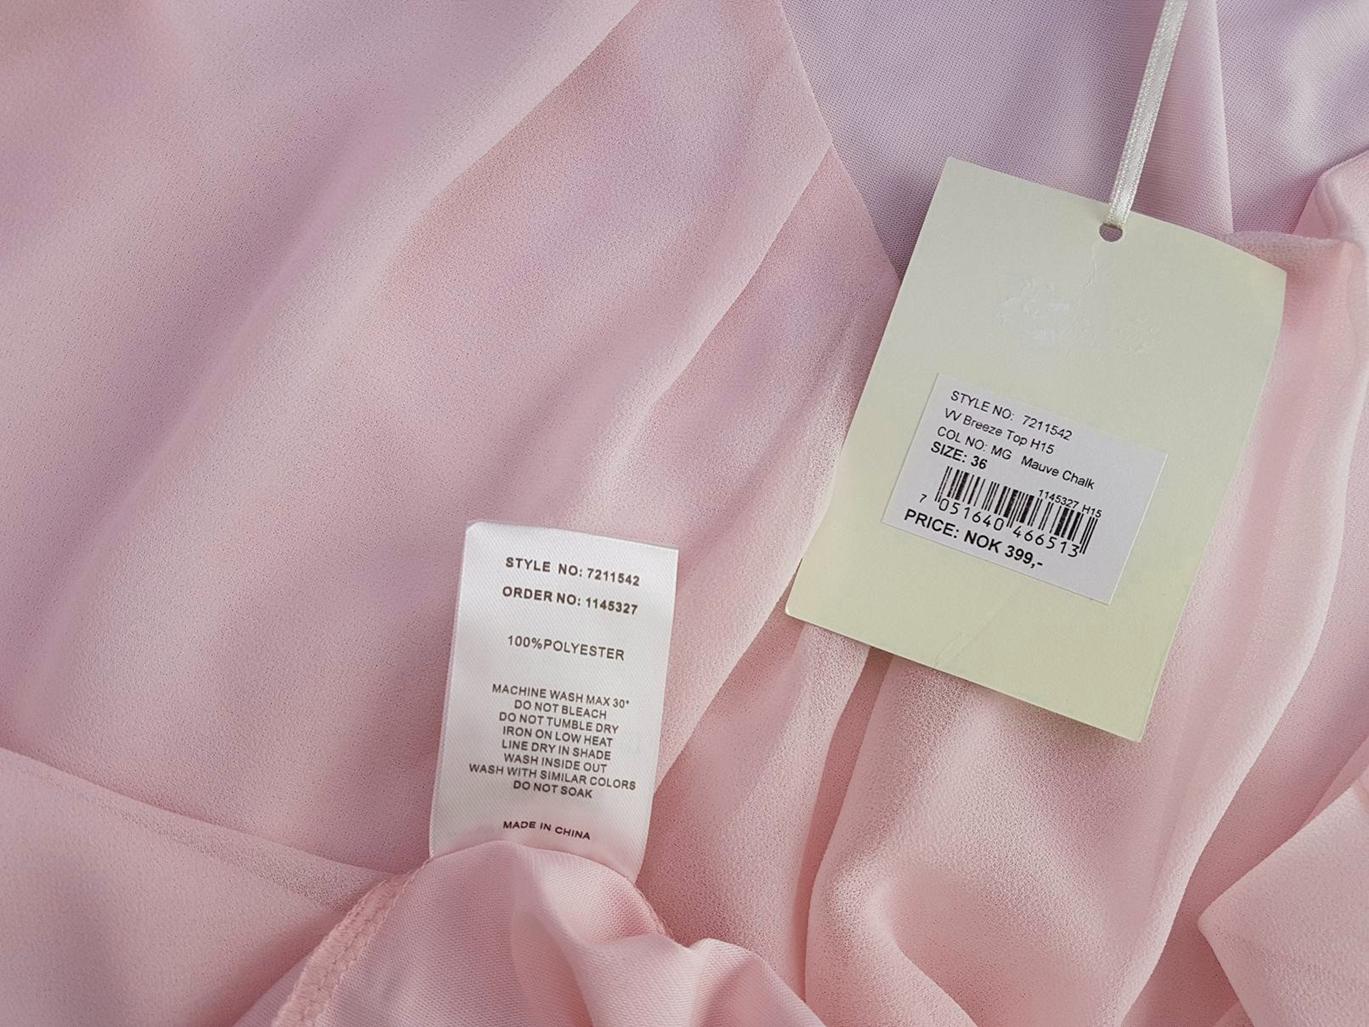 STYLE NO: 7211542
VV Breeze Top H15
COL NO: MG Mauve Chalk
SIZE: 36
1145327 H15
7 051640 466513
PRICE: NOK 399,-
STYLE NO: 7211542
ORDER NO: 1145327
100%POLYESTER
MACHINE WASH MAX 30°
DO NOT BLEACH
DO NOT TUMBLE DRY
IRON ON LOW HEAT
LINE DRY IN SHADE
WASH INSIDE OUT
WASH WITH SIMILAR COLORS
DO NOT SOAK
MADE IN CHINA